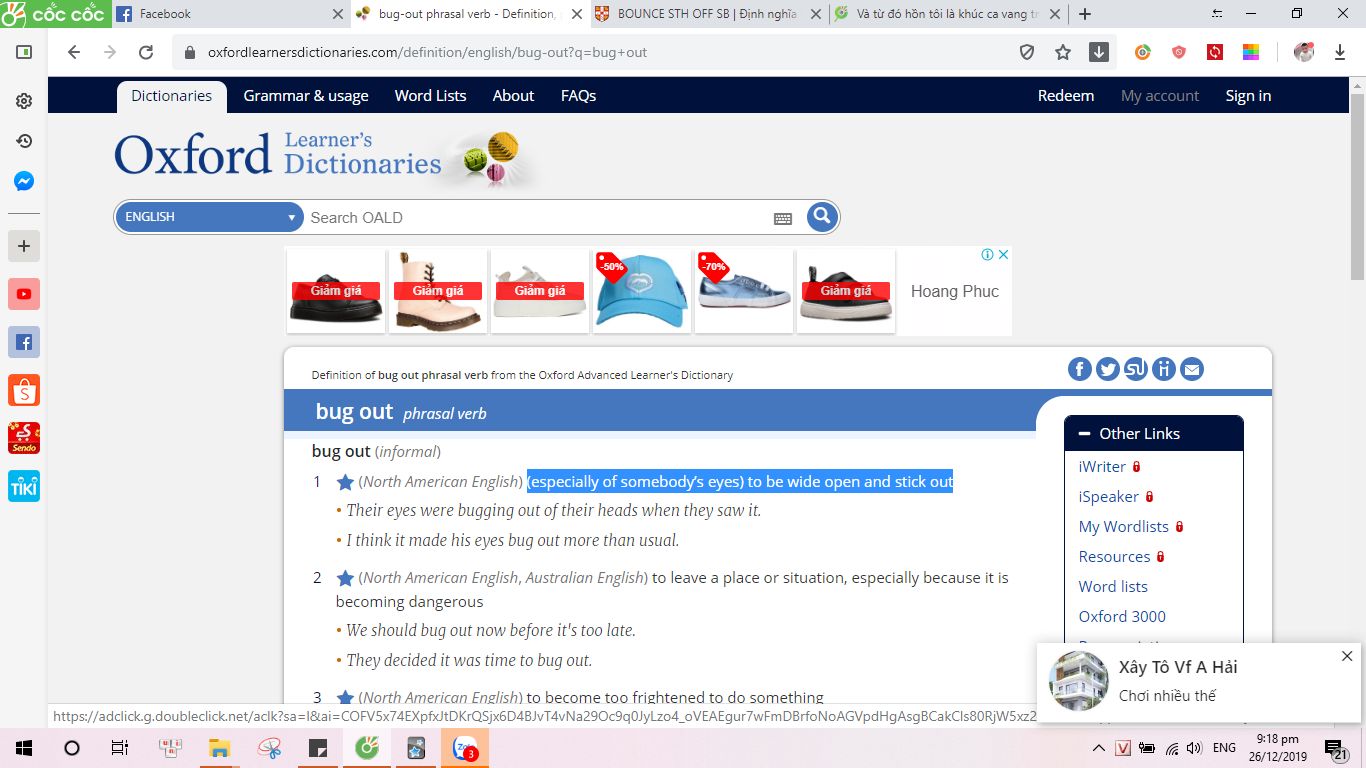 CỐC CỐC
Facebook
bug-out phrasal verb - Definition,
BOUNCE STH OFF SB | Định nghĩa
Và từ đó hồn tôi là khúc ca vang tr
oxfordlearnersdictionaries.com/definition/english/bug-out?q=bug+out
Dictionaries
Grammar & usage
Word Lists
About
FAQs
Redeem
My account
Sign in
Oxford Learner's Dictionaries
ENGLISH
Search OALD
Giảm giá
Giảm giá
Giảm giá
-50%
-70%
Giảm giá
Hoang Phuc
Definition of bug out phrasal verb from the Oxford Advanced Learner's Dictionary
bug out phrasal verb
bug out (informal)
1 (North American English) (especially of somebody's eyes) to be wide open and stick out
• Their eyes were bugging out of their heads when they saw it.
• I think it made his eyes bug out more than usual.
2 (North American English, Australian English) to leave a place or situation, especially because it is
becoming dangerous
• We should bug out now before it's too late.
• They decided it was time to bug out.
3 (North American English) to become too frightened to do something
Other Links
iWriter
iSpeaker
My Wordlists
Resources
Word lists
Oxford 3000
Xây Tô Vf A Hải
Chơi nhiều thế
Sendo
TIKI
ENG
9:18 pm
26/12/2019
21
3